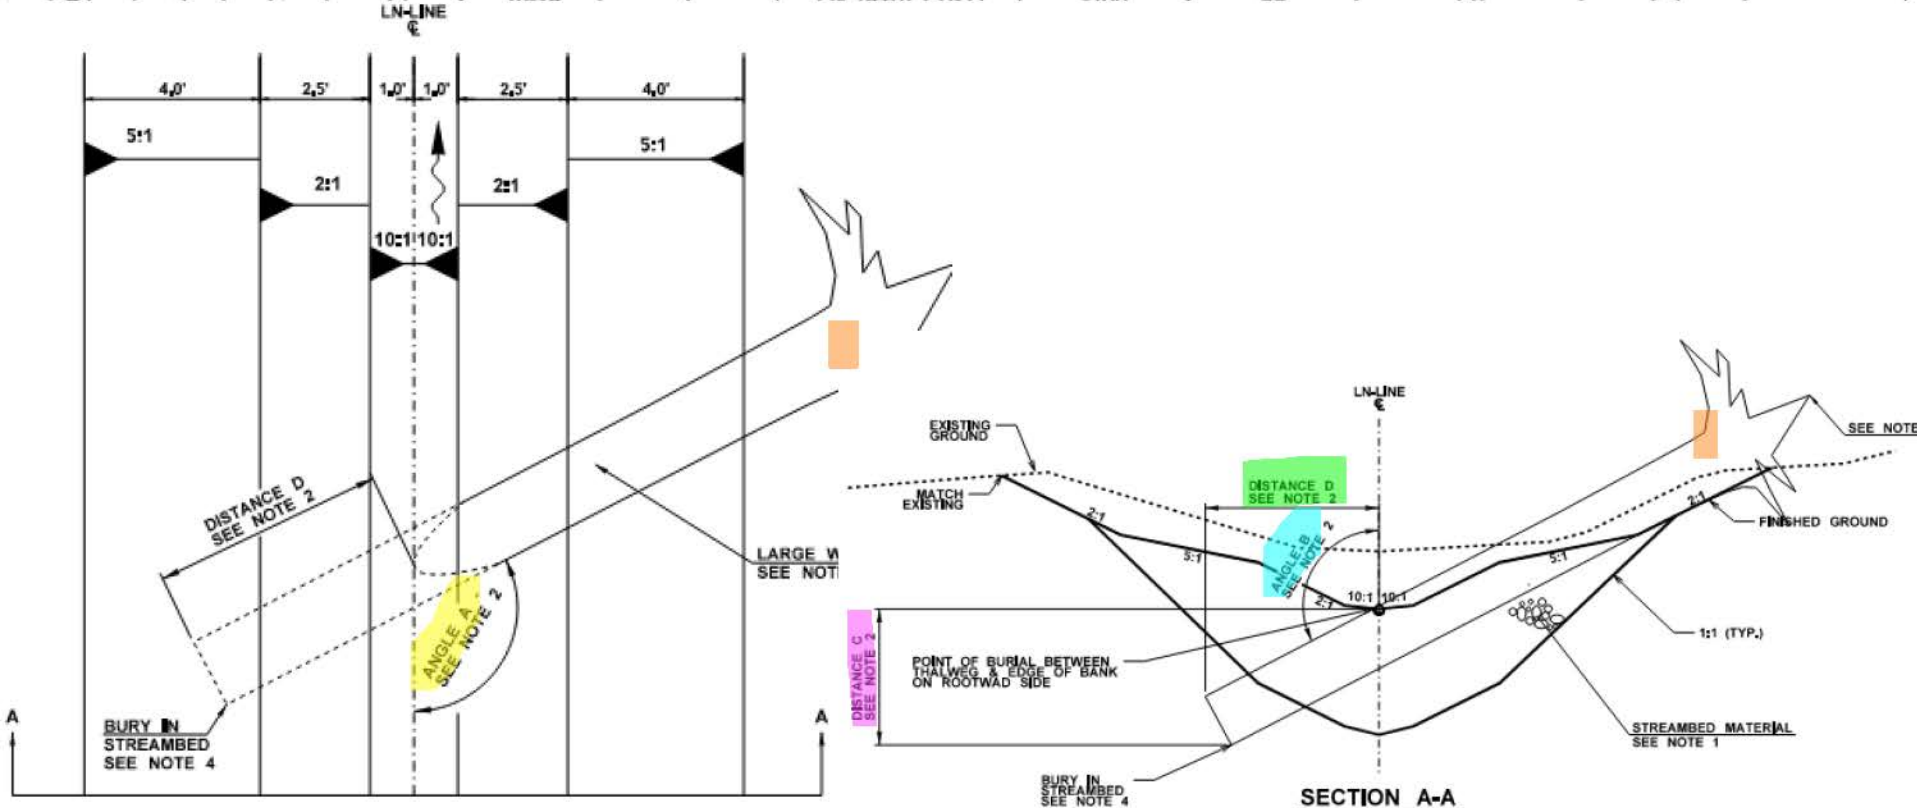 LN-LINE
℄
4.0'
2.5'
1.0'
1.0'
2.5'
4.0'
5:1
5:1
2:1
2:1
10:1
10:1
DISTANCE D
SEE NOTE 2
LARGE W
SEE NOT
ANGLE A
SEE NOTE 2
BURY IN
STREAMBED
SEE NOTE 4
A
A
LN-LINE
℄
EXISTING
GROUND
SEE NOTE
DISTANCE D
SEE NOTE 2
MATCH
EXISTING
2:1
2:1
FINISHED GROUND
ANGLE B
SEE NOTE 2
5:1
5:1
2:1
10:1
10:1
DISTANCE C
SEE NOTE 2
1:1 (TYP.)
POINT OF BURIAL BETWEEN
THALWEG & EDGE OF BANK
ON ROOTWAD SIDE
STREAMBED MATERIAL
SEE NOTE 1
BURY IN
STREAMBED
SEE NOTE 4
SECTION A-A